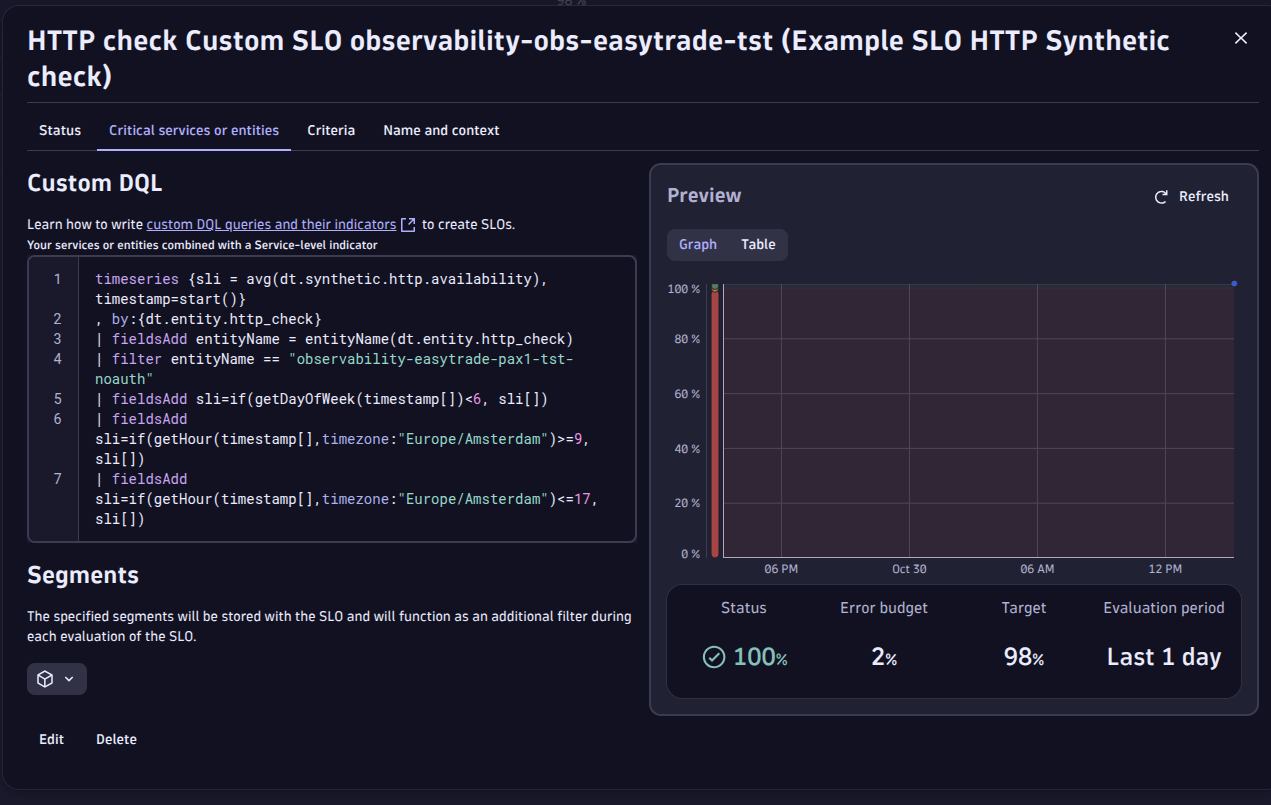 98 %
HTTP check Custom SLO observability-obs-easytrade-tst (Example SLO HTTP Synthetic
check)
Status
Critical services or entities
Criteria
Name and context
Custom DQL
Learn how to write custom DQL queries and their indicators to create SLOs.
Your services or entities combined with a Service-level indicator
1 timeseries {sli = avg(dt.synthetic.http.availability),
timestamp=start()}
2 , by:{dt.entity.http_check}
3 | fieldsAdd entityName = entityName(dt.entity.http_check)
4 | filter entityName == "observability-easytrade-pax1-tst-
noauth"
5 | fieldsAdd sli=if(getDayOfWeek(timestamp[])<6, sli[])
6 | fieldsAdd
sli=if(getHour(timestamp[],timezone:"Europe/Amsterdam")>=9,
sli[])
7 | fieldsAdd
sli=if(getHour(timestamp[],timezone:"Europe/Amsterdam")<=17,
sli[])
Segments
The specified segments will be stored with the SLO and will function as an additional filter during
each evaluation of the SLO.
Edit
Delete
Preview
Refresh
Graph
Table
100 %
80 %
60 %
40 %
20 %
0 %
06 PM
Oct 30
06 AM
12 PM
Status
Error budget
Target
Evaluation period
100%
2%
98%
Last 1 day